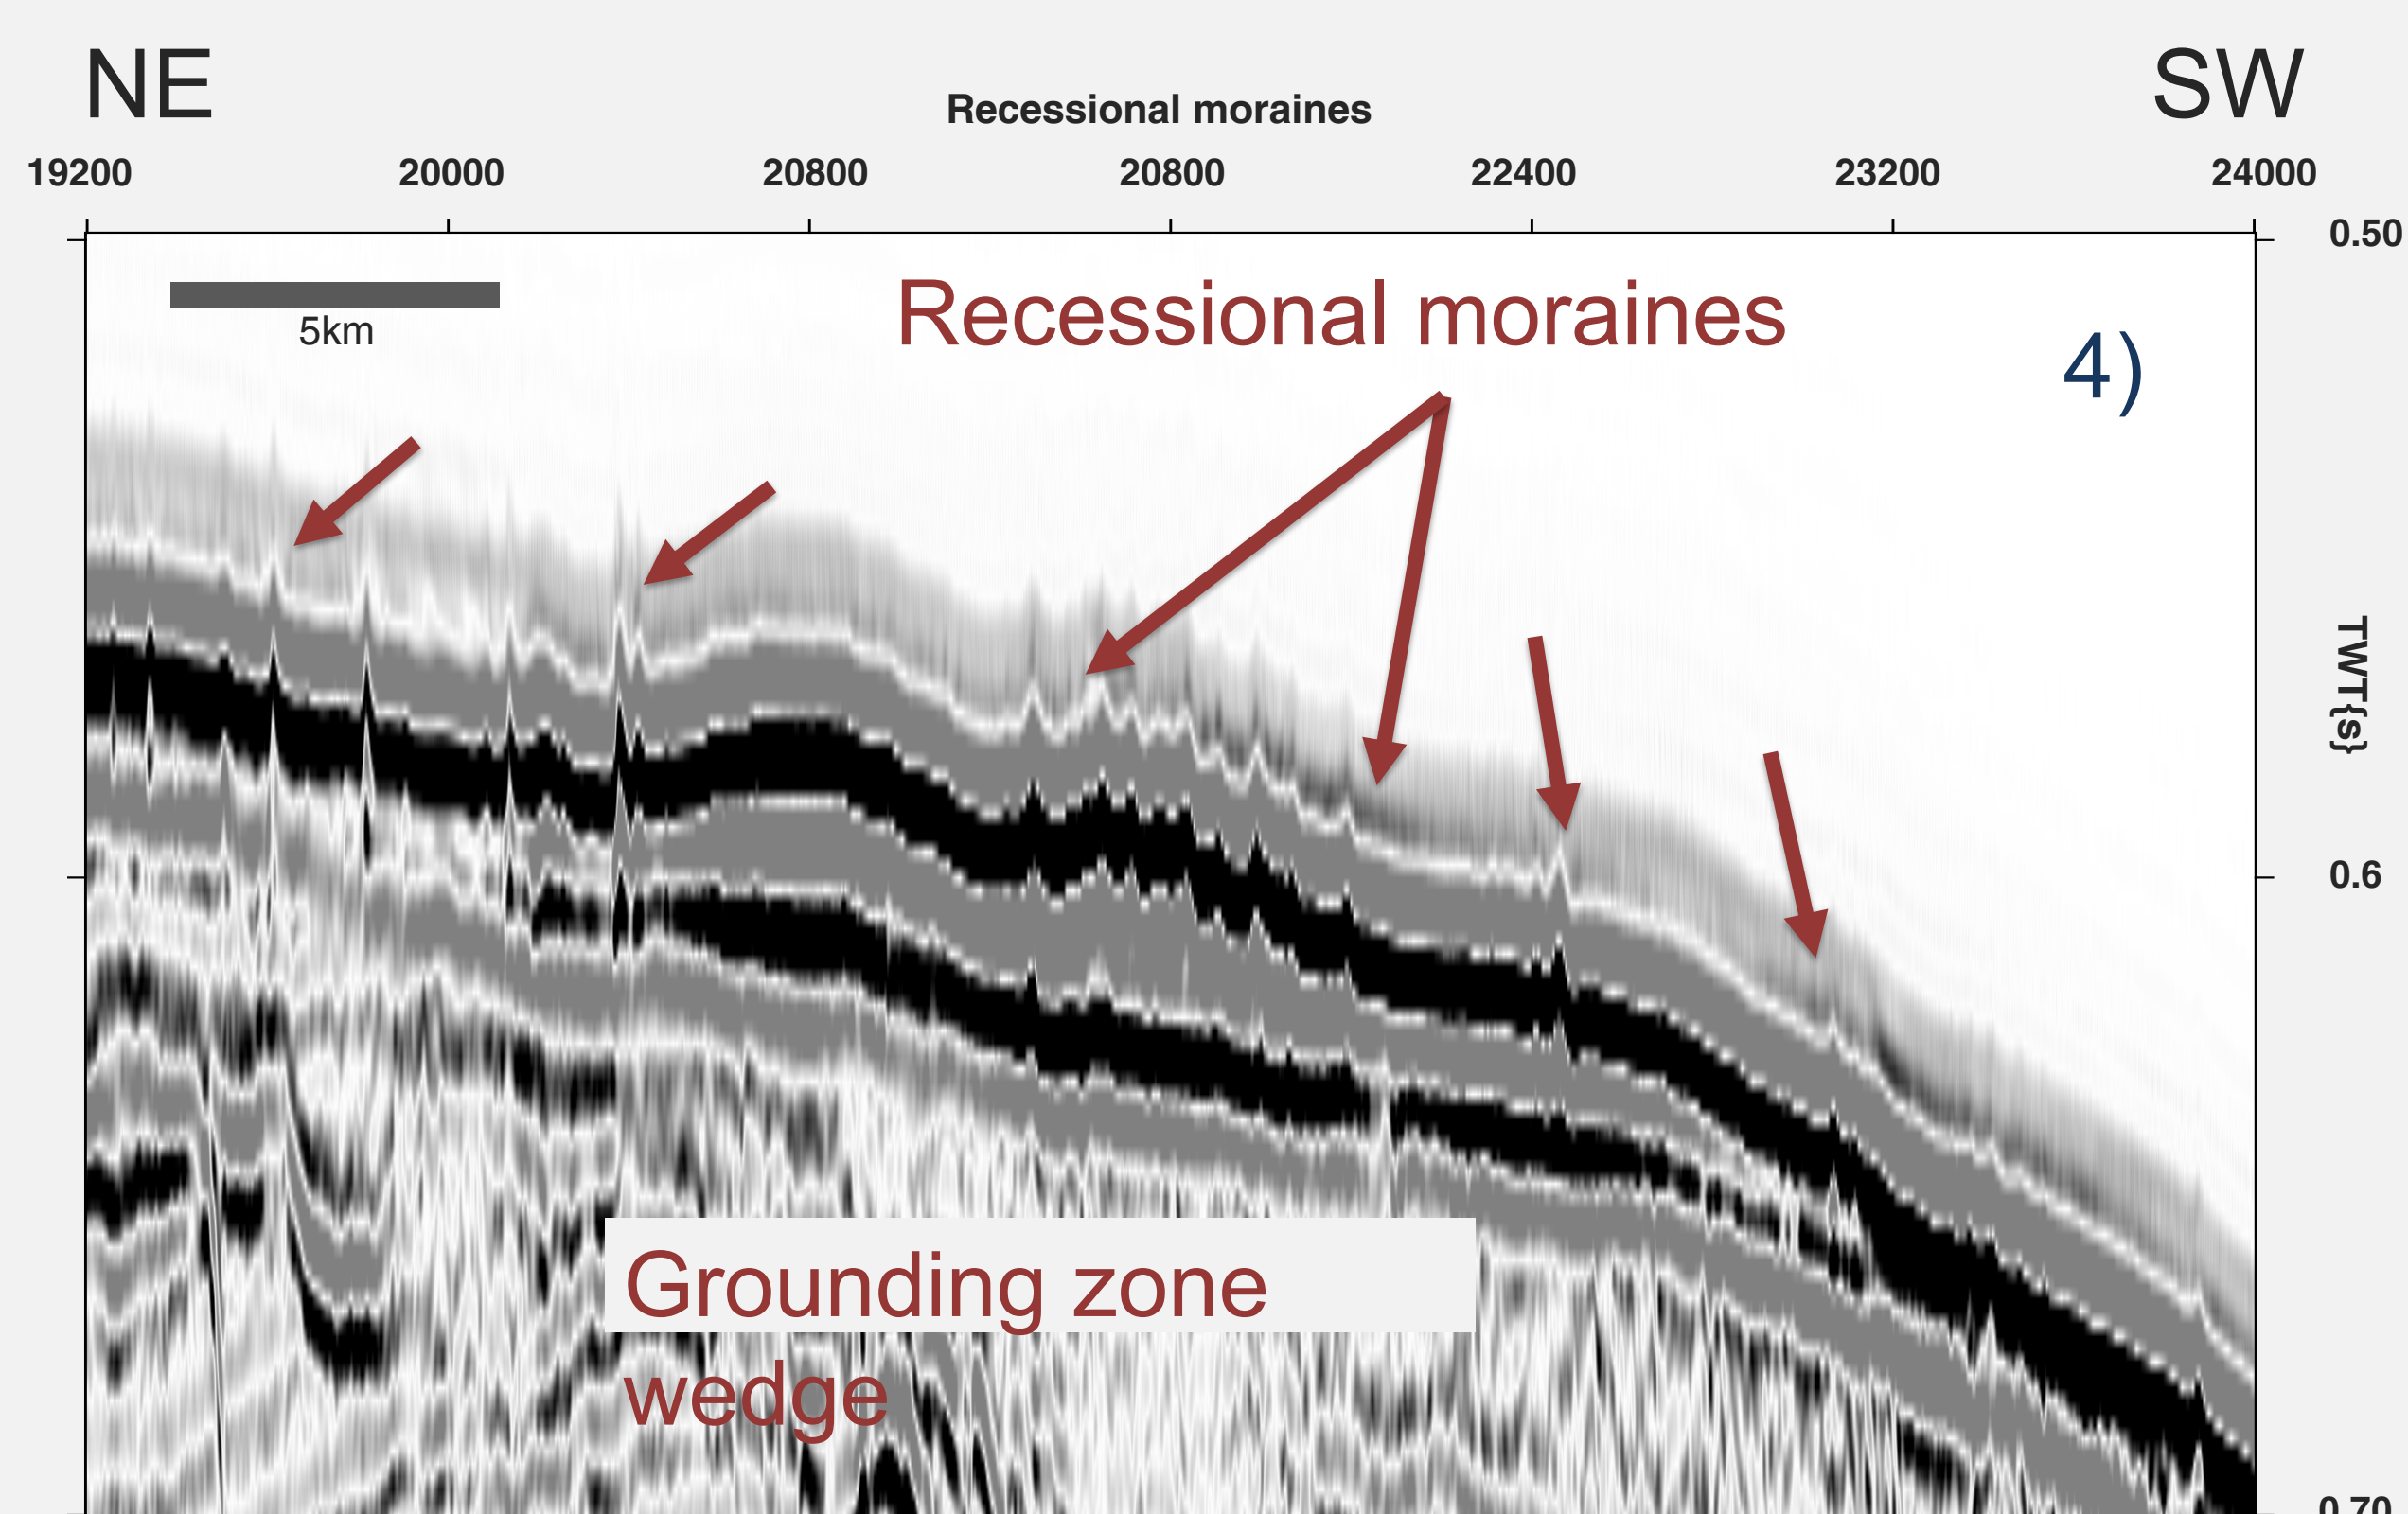 NE
SW
Recessional moraines
19200 20000 20800 20800 22400 23200 24000
0.50
5km
Recessional moraines
4)
TWT{s}
0.6
Grounding zone
wedge
0.70